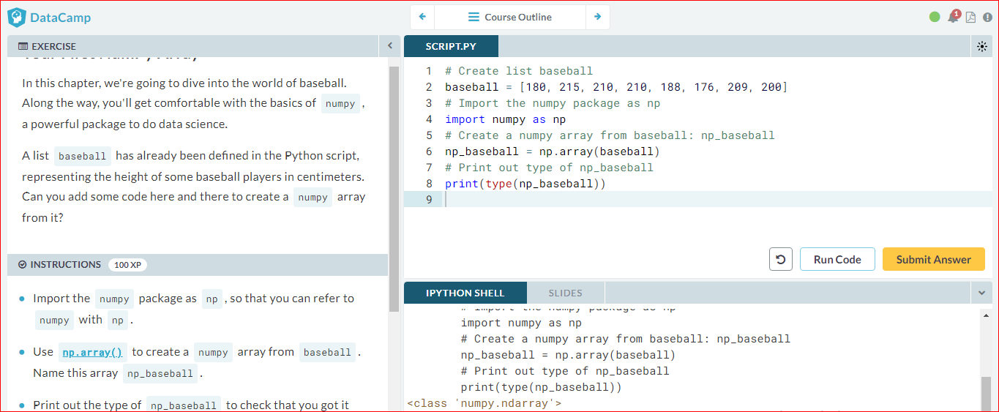 DataCamp
Course Outline
1
EXERCISE
In this chapter, we're going to dive into the world of baseball.
Along the way, you'll get comfortable with the basics of numpy ,
a powerful package to do data science.
A list baseball has already been defined in the Python script,
representing the height of some baseball players in centimeters.
Can you add some code here and there to create a numpy array
from it?
INSTRUCTIONS 100 XP
Import the numpy package as np , so that you can refer to
numpy with np .
Use np.array() to create a numpy array from baseball .
Name this array np_baseball .
Print out the type of np_baseball to check that you got it
SCRIPT.PY
1 # Create list baseball
2 baseball = [180, 215, 210, 210, 188, 176, 209, 200]
3 # Import the numpy package as np
4 import numpy as np
5 # Create a numpy array from baseball: np_baseball
6 np_baseball = np.array(baseball)
7 # Print out type of np_baseball
8 print(type(np_baseball))
9
Run Code
Submit Answer
IPYTHON SHELL
SLIDES
# Import the numpy package as np
import numpy as np
# Create a numpy array from baseball: np_baseball
np_baseball = np.array(baseball)
# Print out type of np_baseball
print(type(np_baseball))
<class 'numpy.ndarray'>